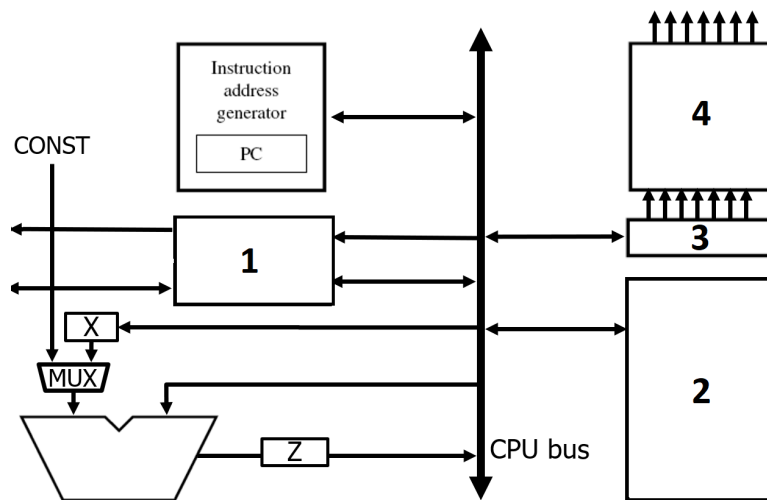 Instruction
address
generator
PC
4
CONST
3
1
X
MUX
2
Z
CPU bus